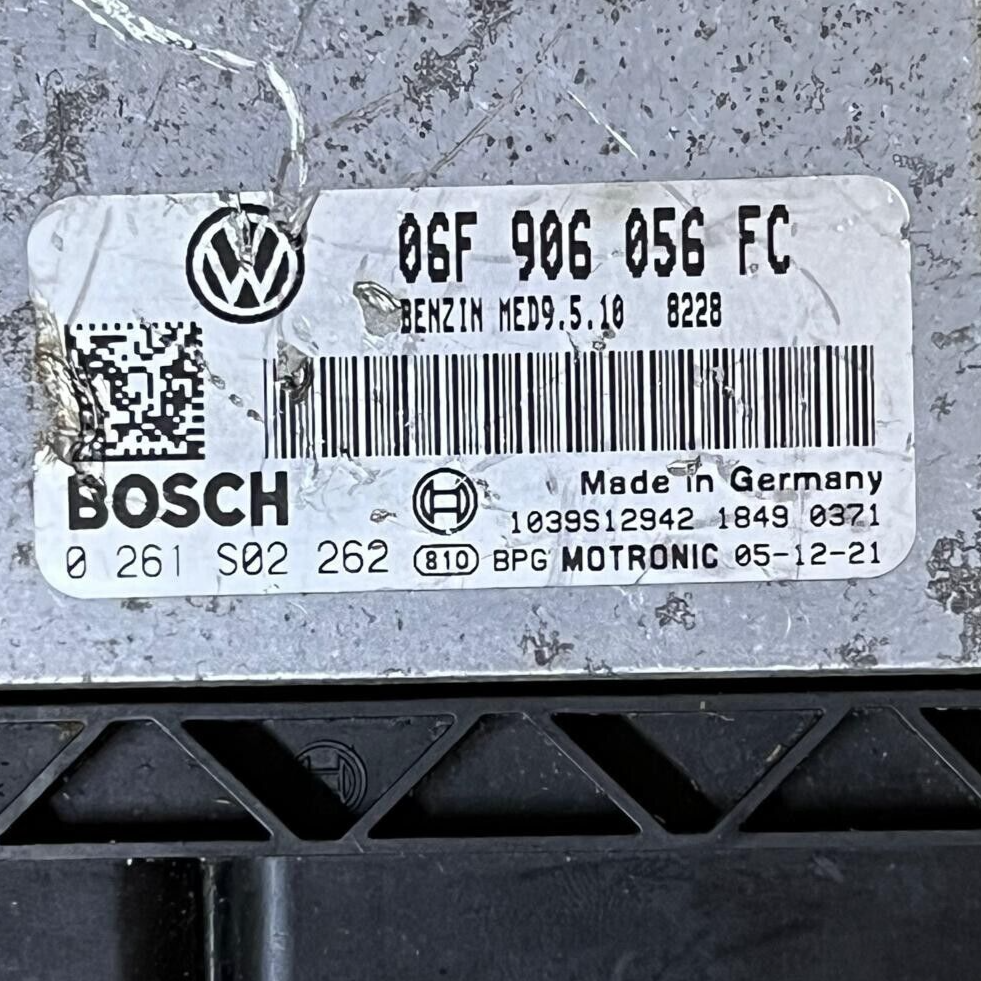 06F 906 056 FC
BENZIN MED9.5.10 8228
BOSCH
Made in Germany
1039S12942 1849 0371
0 261 S02 262 810 BPG MOTRONIC 05-12-21